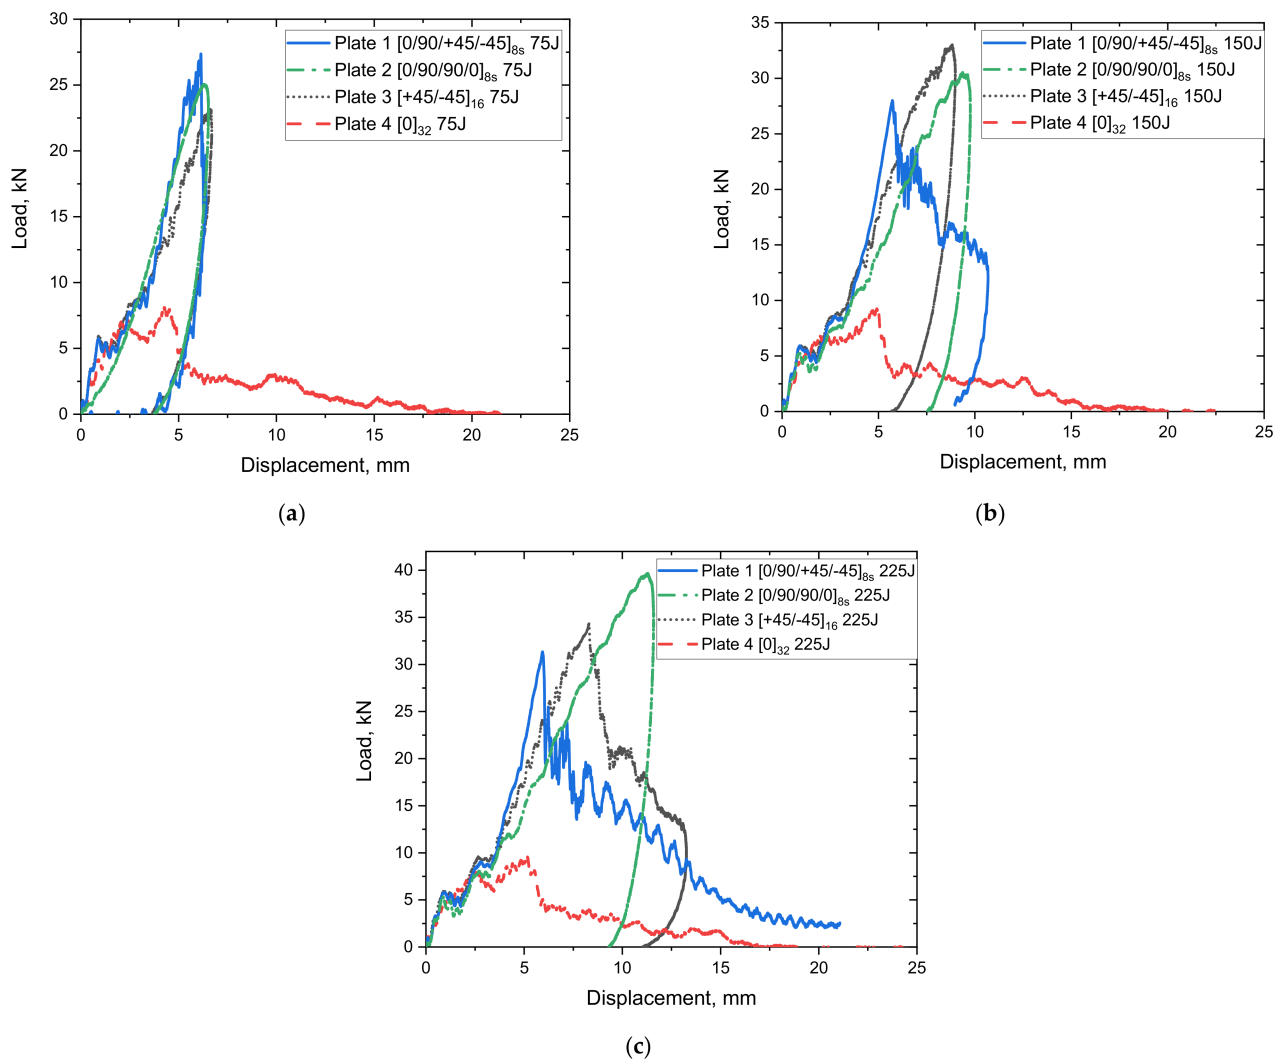 30
25
20
15
10
5
0
Load, kN
Plate 1 [0/90/+45/-45]8s 75J
Plate 2 [0/90/90/0]8s 75J
Plate 3 [+45/-45]16 75J
Plate 4 [0]32 75J
0 5 10 15 20 25
Displacement, mm
(a)
35
30
25
20
15
10
5
0
Load, kN
Plate 1 [0/90/+45/-45]8s 150J
Plate 2 [0/90/90/0]8s 150J
Plate 3 [+45/-45]16 150J
Plate 4 [0]32 150J
0 5 10 15 20 25
Displacement, mm
(b)
40
35
30
25
20
15
10
5
0
Load, kN
Plate 1 [0/90/+45/-45]8s 225J
Plate 2 [0/90/90/0]8s 225J
Plate 3 [+45/-45]16 225J
Plate 4 [0]32 225J
0 5 10 15 20 25
Displacement, mm
(c)